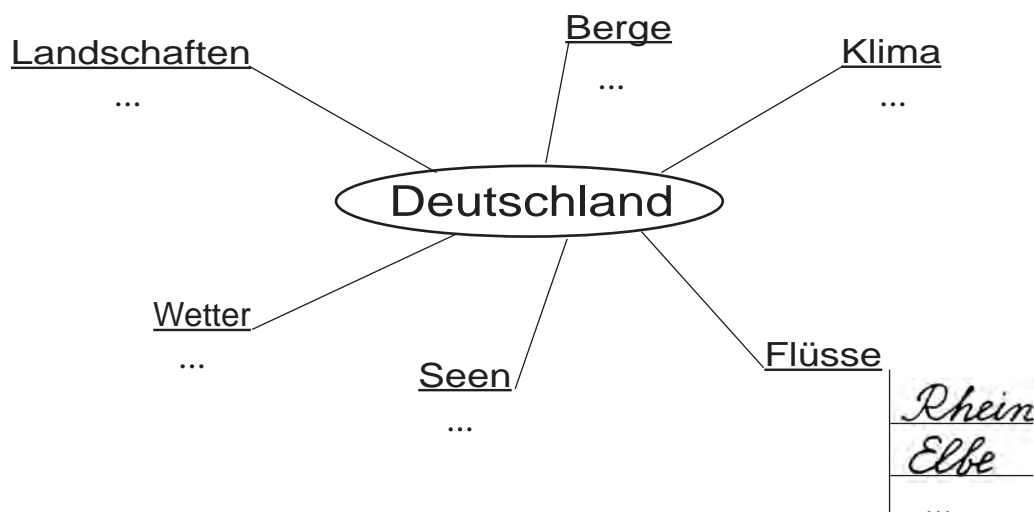 Berge
...
Landschaften
...
Klima
...
Deutschland
Wetter
...
Seen
...
Flüsse
Rhein
Elbe
...